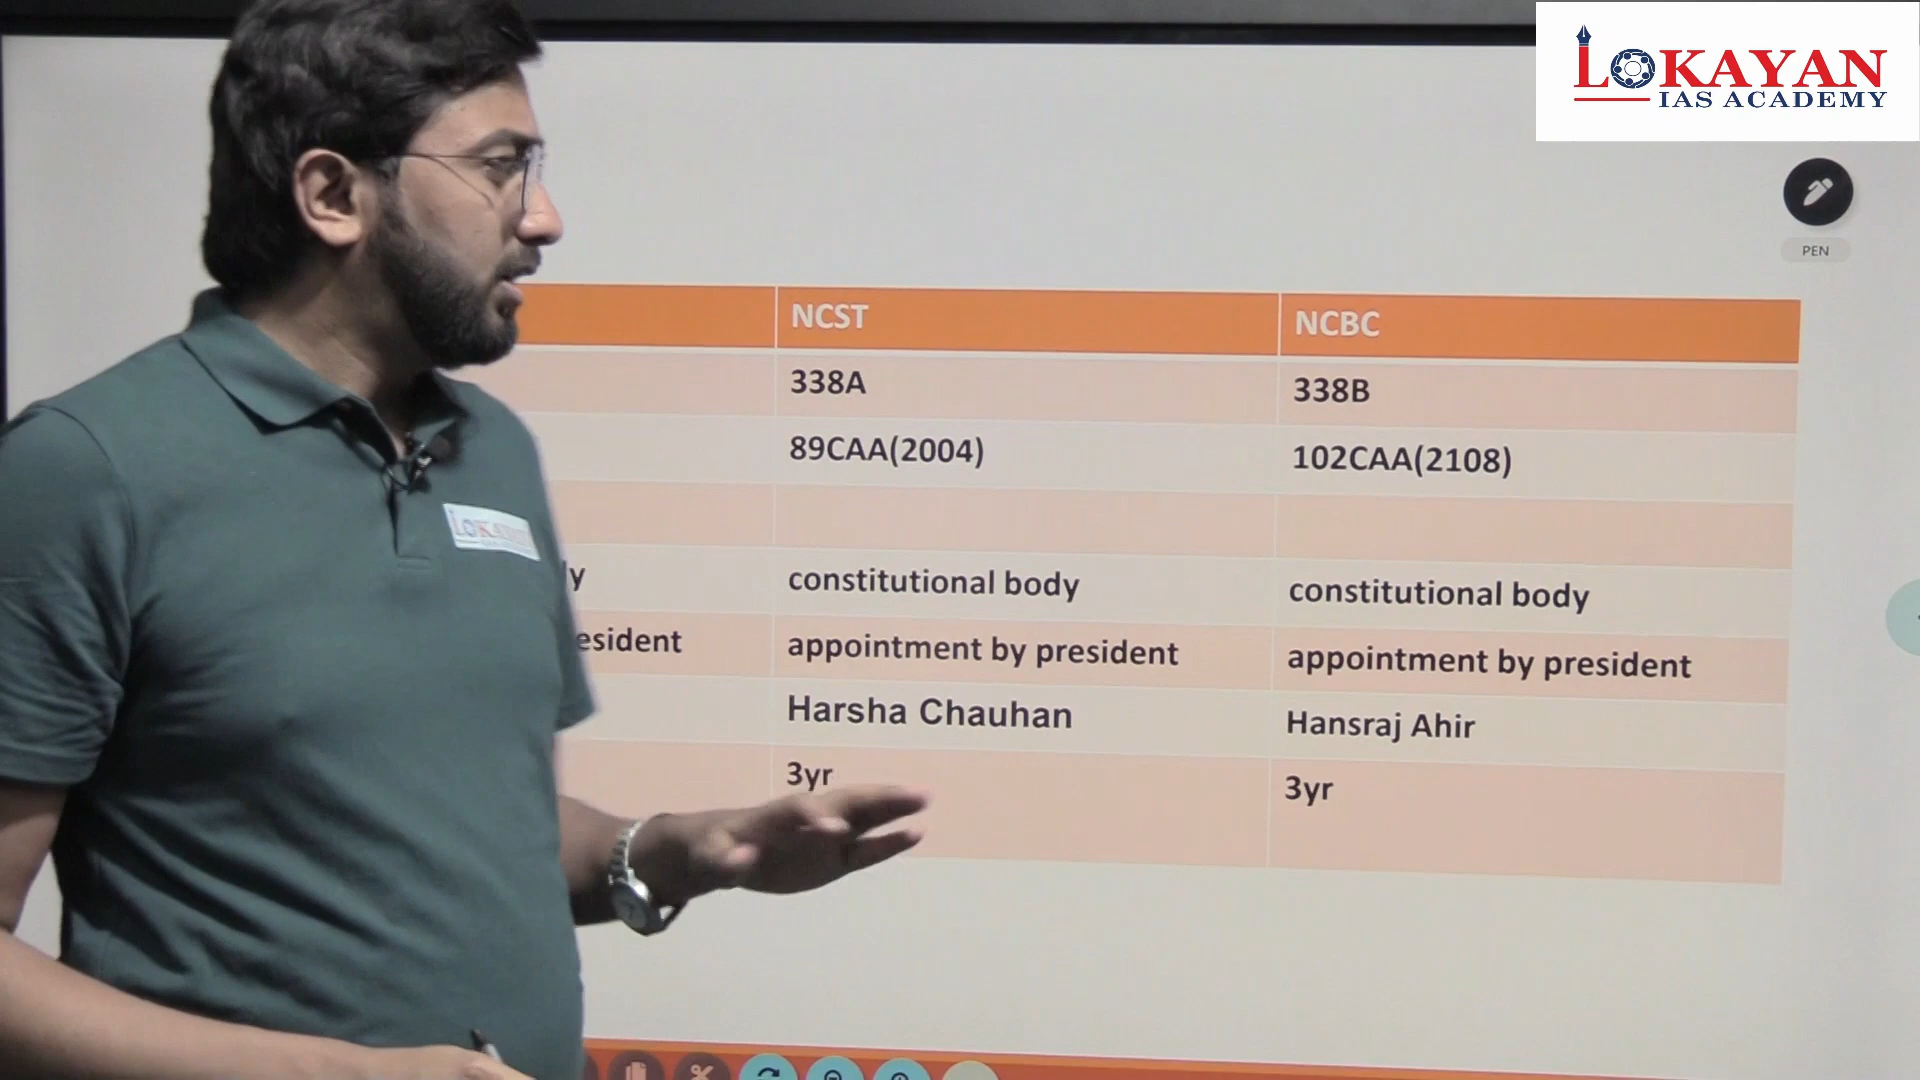 LOKAYAN
IAS ACADEMY
PEN
NCST NCBC
338A 338B
89CAA(2004) 102CAA(2108)
constitutional body constitutional body
appointment by president appointment by president
Harsha Chauhan Hansraj Ahir
3yr 3yr